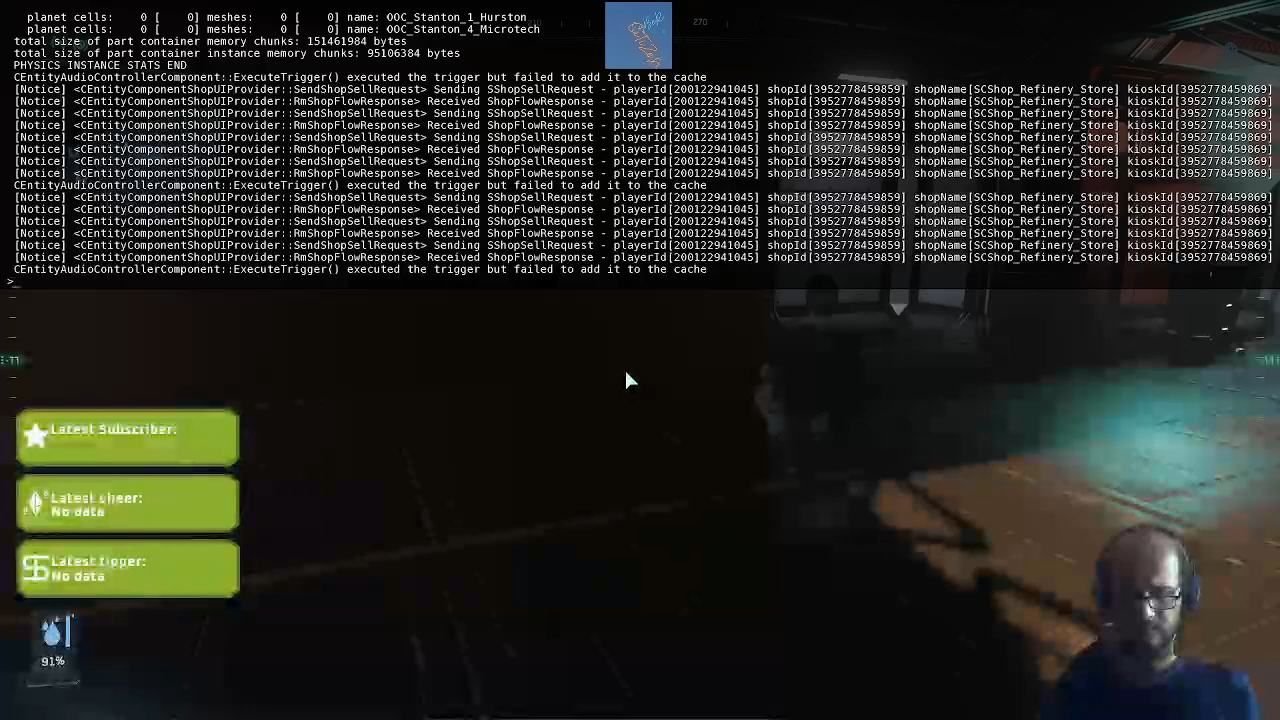 planet cells:    0 [    0] meshes:    0 [    0] name: OOC_Stanton_1_Hurston
planet cells:    0 [    0] meshes:    0 [    0] name: OOC_Stanton_4_Microtech
total size of part container memory chunks: 151461984 bytes
total size of part container instance memory chunks: 95106384 bytes
PHYSICS INSTANCE STATS END
CEntityAudioControllerComponent::ExecuteTrigger() executed the trigger but failed to add it to the cache
[Notice] <CEntityComponentShopUIProvider::SendShopSellRequest> Sending SShopSellRequest - playerId[200122941045] shopId[3952778459859] shopName[SCShop_Refinery_Store] kioskId[3952778459869]
[Notice] <CEntityComponentShopUIProvider::RmShopFlowResponse> Received ShopFlowResponse - playerId[200122941045] shopId[3952778459859] shopName[SCShop_Refinery_Store] kioskId[3952778459869]
[Notice] <CEntityComponentShopUIProvider::SendShopSellRequest> Sending SShopSellRequest - playerId[200122941045] shopId[3952778459859] shopName[SCShop_Refinery_Store] kioskId[3952778459869]
[Notice] <CEntityComponentShopUIProvider::RmShopFlowResponse> Received ShopFlowResponse - playerId[200122941045] shopId[3952778459859] shopName[SCShop_Refinery_Store] kioskId[3952778459869]
[Notice] <CEntityComponentShopUIProvider::SendShopSellRequest> Sending SShopSellRequest - playerId[200122941045] shopId[3952778459859] shopName[SCShop_Refinery_Store] kioskId[3952778459869]
[Notice] <CEntityComponentShopUIProvider::RmShopFlowResponse> Received ShopFlowResponse - playerId[200122941045] shopId[3952778459859] shopName[SCShop_Refinery_Store] kioskId[3952778459869]
[Notice] <CEntityComponentShopUIProvider::SendShopSellRequest> Sending SShopSellRequest - playerId[200122941045] shopId[3952778459859] shopName[SCShop_Refinery_Store] kioskId[3952778459869]
[Notice] <CEntityComponentShopUIProvider::RmShopFlowResponse> Received ShopFlowResponse - playerId[200122941045] shopId[3952778459859] shopName[SCShop_Refinery_Store] kioskId[3952778459869]
CEntityAudioControllerComponent::ExecuteTrigger() executed the trigger but failed to add it to the cache
[Notice] <CEntityComponentShopUIProvider::SendShopSellRequest> Sending SShopSellRequest - playerId[200122941045] shopId[3952778459859] shopName[SCShop_Refinery_Store] kioskId[3952778459869]
[Notice] <CEntityComponentShopUIProvider::RmShopFlowResponse> Received ShopFlowResponse - playerId[200122941045] shopId[3952778459859] shopName[SCShop_Refinery_Store] kioskId[3952778459869]
[Notice] <CEntityComponentShopUIProvider::SendShopSellRequest> Sending SShopSellRequest - playerId[200122941045] shopId[3952778459859] shopName[SCShop_Refinery_Store] kioskId[3952778459869]
[Notice] <CEntityComponentShopUIProvider::RmShopFlowResponse> Received ShopFlowResponse - playerId[200122941045] shopId[3952778459859] shopName[SCShop_Refinery_Store] kioskId[3952778459869]
[Notice] <CEntityComponentShopUIProvider::SendShopSellRequest> Sending SShopSellRequest - playerId[200122941045] shopId[3952778459859] shopName[SCShop_Refinery_Store] kioskId[3952778459869]
[Notice] <CEntityComponentShopUIProvider::RmShopFlowResponse> Received ShopFlowResponse - playerId[200122941045] shopId[3952778459859] shopName[SCShop_Refinery_Store] kioskId[3952778459869]
CEntityAudioControllerComponent::ExecuteTrigger() executed the trigger but failed to add it to the cache
>
270
Latest Subscriber:
Latest cheer:
No data
Latest tipper:
No data
91%